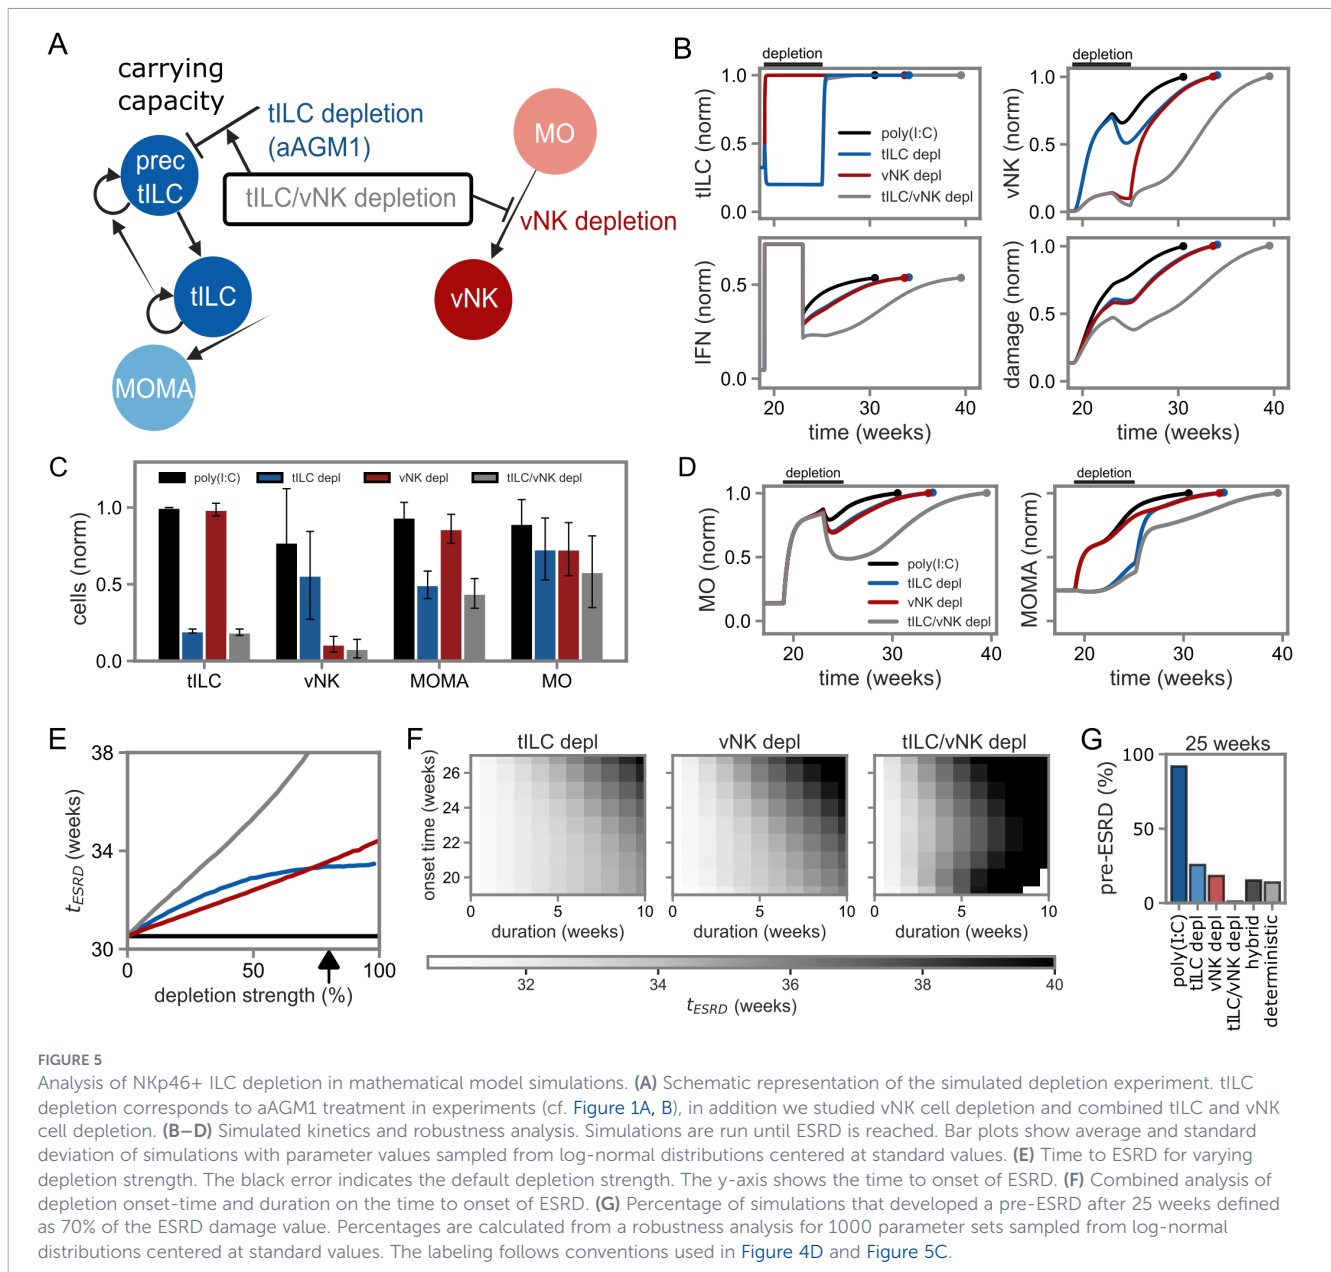 A
carrying
capacity
tILC depletion
(aAGM1)
prec
tILC
tILC/vNK depletion
MO
vNK depletion
tILC
vNK
MOMA
B
depletion
tILC (norm)
1.0
0.5
0.0
poly(I:C)
tILC depl
vNK depl
tILC/vNK depl
depletion
vNK (norm)
1.0
0.5
0.0
IFN (norm)
0.5
0.0
20
30
40
time (weeks)
damage (norm)
1.0
0.5
0.0
20
30
40
time (weeks)
C
poly(I:C)
tILC depl
vNK depl
tILC/vNK depl
cells (norm)
1.0
0.5
0.0
tILC
vNK
MOMA
MO
D
depletion
MO (norm)
1.0
0.5
0.0
poly(I:C)
tILC depl
vNK depl
tILC/vNK depl
20
30
40
time (weeks)
depletion
MOMA (norm)
1.0
0.5
0.0
20
30
40
time (weeks)
E
tESRD (weeks)
38
34
30
0
50
100
depletion strength (%)
F
tILC depl
vNK depl
tILC/vNK depl
onset time (weeks)
26
24
22
20
0
5
10
duration (weeks)
0
5
10
duration (weeks)
0
5
10
duration (weeks)
32
34
36
38
40
tESRD (weeks)
G
25 weeks
pre-ESRD (%)
100
50
0
poly(I:C)
tILC depl
vNK depl
tILC/vNK depl
hybrid
deterministic
FIGURE 5
Analysis of NKp46+ ILC depletion in mathematical model simulations. (A) Schematic representation of the simulated depletion experiment. tILC
depletion corresponds to aAGM1 treatment in experiments (cf. Figure 1A, B), in addition we studied vNK cell depletion and combined tILC and vNK
cell depletion. (B–D) Simulated kinetics and robustness analysis. Simulations are run until ESRD is reached. Bar plots show average and standard
deviation of simulations with parameter values sampled from log-normal distributions centered at standard values. (E) Time to ESRD for varying
depletion strength. The black error indicates the default depletion strength. The y-axis shows the time to onset of ESRD. (F) Combined analysis of
depletion onset-time and duration on the time to onset of ESRD. (G) Percentage of simulations that developed a pre-ESRD after 25 weeks defined
as 70% of the ESRD damage value. Percentages are calculated from a robustness analysis for 1000 parameter sets sampled from log-normal
distributions centered at standard values. The labeling follows conventions used in Figure 4D and Figure 5C.